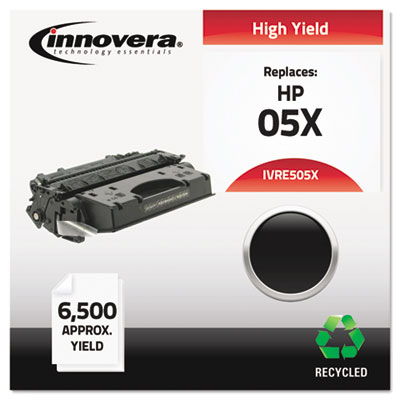 innovera
technology essentials
High Yield
Replaces:
HP
05X
IVRE505X
6,500
APPROX.
YIELD
RECYCLED